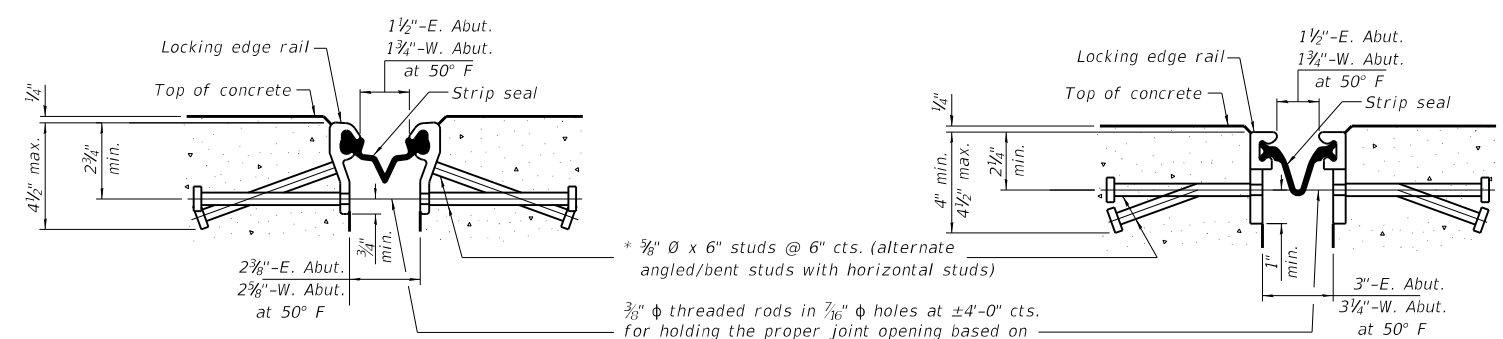 1½"-E. Abut.
1¾"-W. Abut.
at 50° F
Locking edge rail
Top of concrete
Strip seal
¼"
4½" max.
2¾"
min.
¾"
min.
2⅜"-E. Abut.
2⅝"-W. Abut.
at 50° F
* ⅝" Ø x 6" studs @ 6" cts. (alternate
angled/bent studs with horizontal studs)
⅜" ϕ threaded rods in 7⁄16" ϕ holes at ±4'-0" cts.
for holding the proper joint opening based on
1½"-E. Abut.
1¾"-W. Abut.
at 50° F
Locking edge rail
Top of concrete
Strip seal
¼"
4" min.
4½" max.
2¼"
min.
1"
min.
3"-E. Abut.
3¼"-W. Abut.
at 50° F